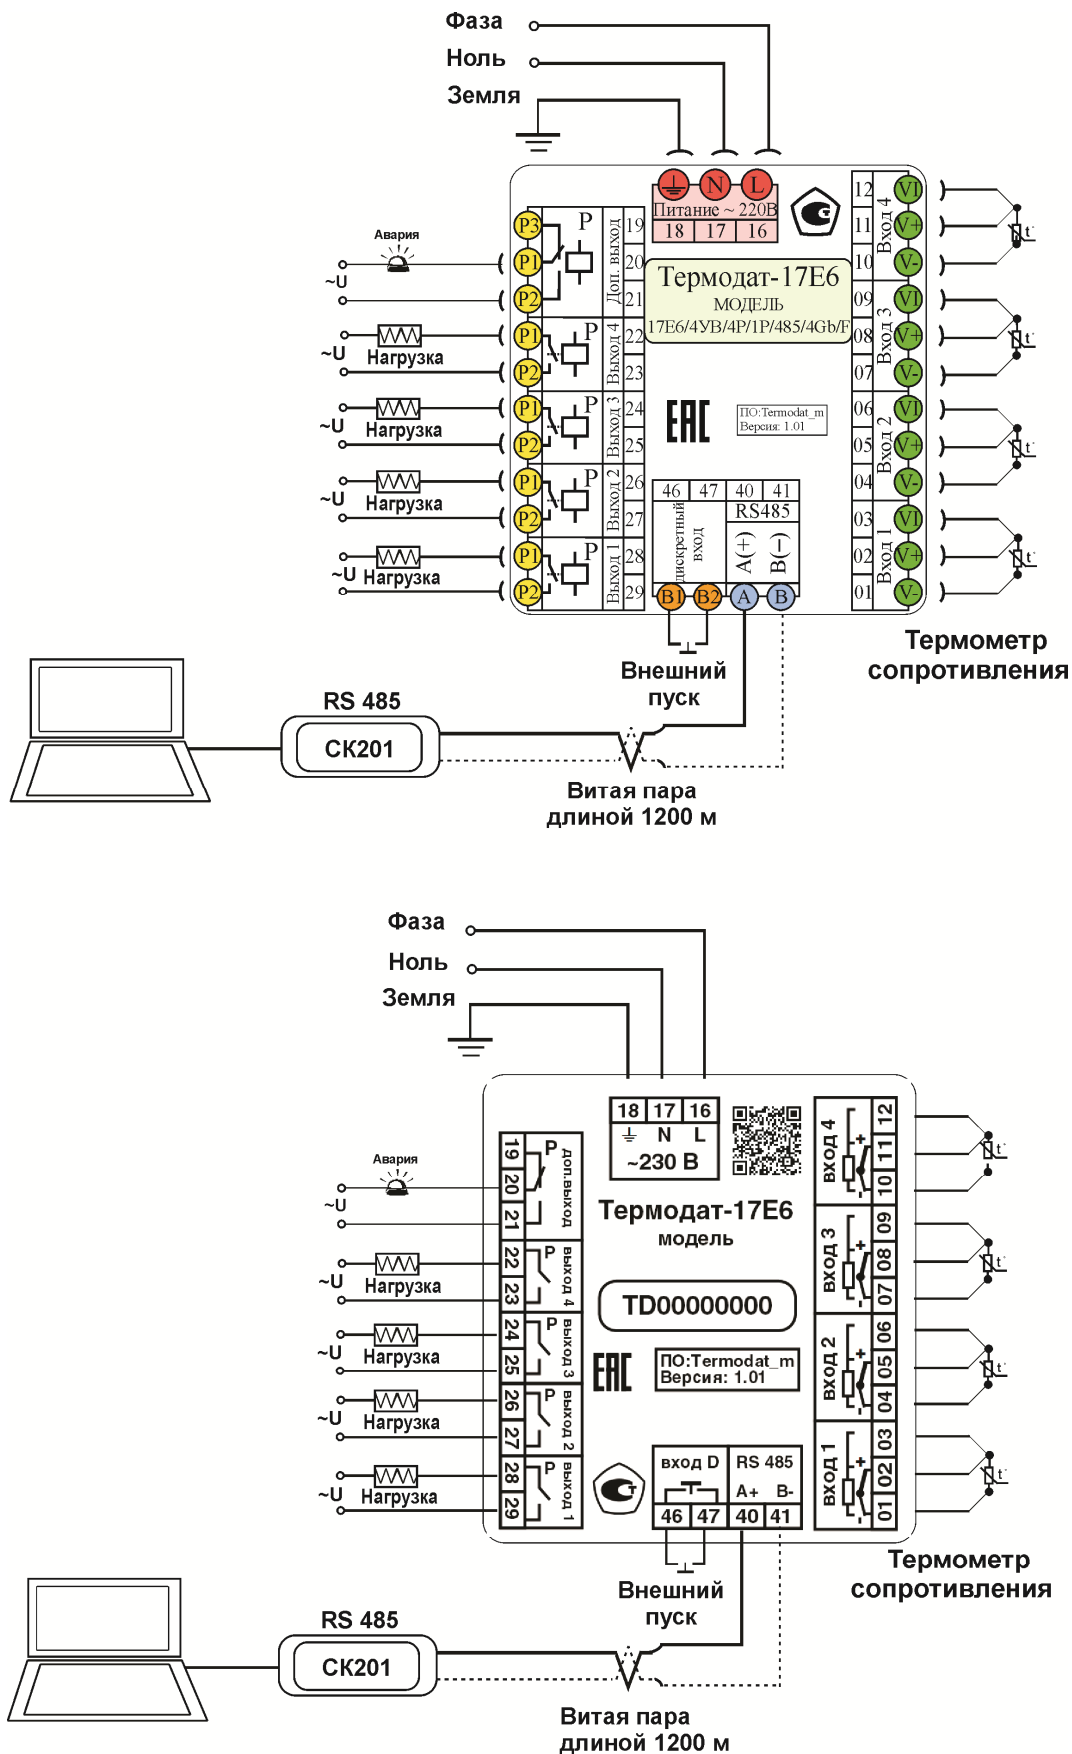 Фаза
Ноль
Земля
N
L
Питание ~ 220В
18
17
16
Авария
~U
P3
P1
P2
P
Доп. выход
19
20
21
~U
Нагрузка
P1
P2
P
Выход 4
22
23
~U
Нагрузка
P1
P2
P
Выход 3
24
25
~U
Нагрузка
P1
P2
P
Выход 2
26
27
~U
Нагрузка
P1
P2
P
Выход 1
28
29
Термодат-17Е6
МОДЕЛЬ
17Е6/4УВ/4Р/1Р/485/4Gb/F
ЕАС
ПО:Termodat_m
Версия: 1.01
46
47
40
41
RS485
дискретный
вход
A(+)
B(−)
B1
B2
A
B
12
11
10
Вход 4
VI
V+
V-
t°
09
08
07
Вход 3
VI
V+
V-
t°
06
05
04
Вход 2
VI
V+
V-
t°
03
02
01
Вход 1
VI
V+
V-
t°
Термометр
сопротивления
Внешний
пуск
RS 485
СК201
Витая пара
длиной 1200 м
Фаза
Ноль
Земля
18
17
16
N
L
~230 В
Авария
~U
19
20
21
P
доп.выход
~U
Нагрузка
22
23
P
выход 4
~U
Нагрузка
24
25
P
выход 3
~U
Нагрузка
26
27
P
выход 2
~U
Нагрузка
28
29
P
выход 1
Термодат-17Е6
модель
TD00000000
ЕАС
ПО:Termodat_m
Версия: 1.01
вход D
RS 485
A+
B-
46
47
40
41
вход 4
+
-
12
11
10
t°
вход 3
+
-
09
08
07
t°
вход 2
+
-
06
05
04
t°
вход 1
+
-
03
02
01
t°
Термометр
сопротивления
Внешний
пуск
RS 485
СК201
Витая пара
длиной 1200 м